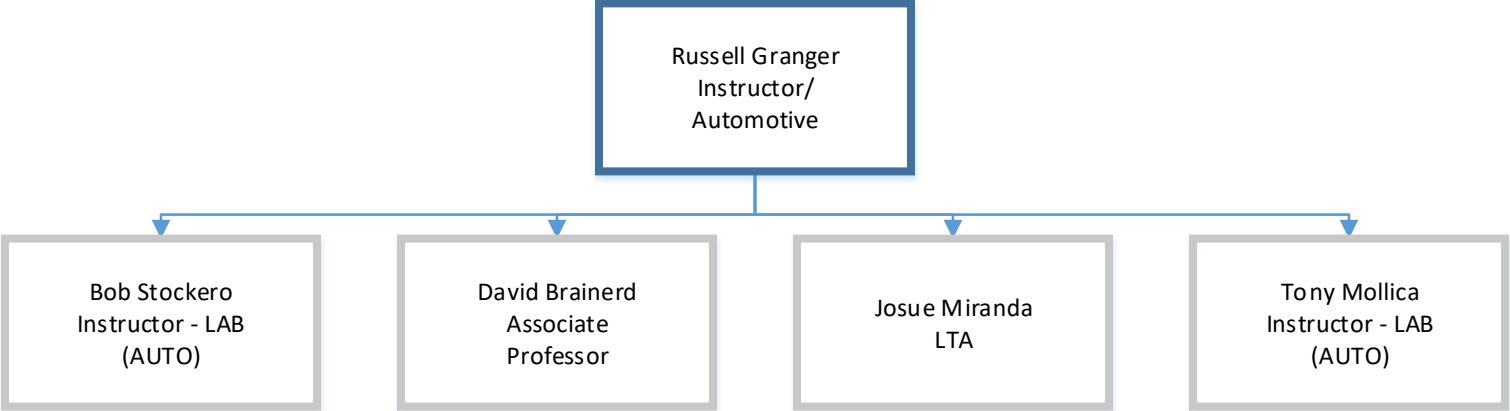 Russell Granger
Instructor/
Automotive
Bob Stockero
Instructor - LAB
(AUTO)
David Brainerd
Associate
Professor
Josue Miranda
LTA
Tony Mollica
Instructor - LAB
(AUTO)